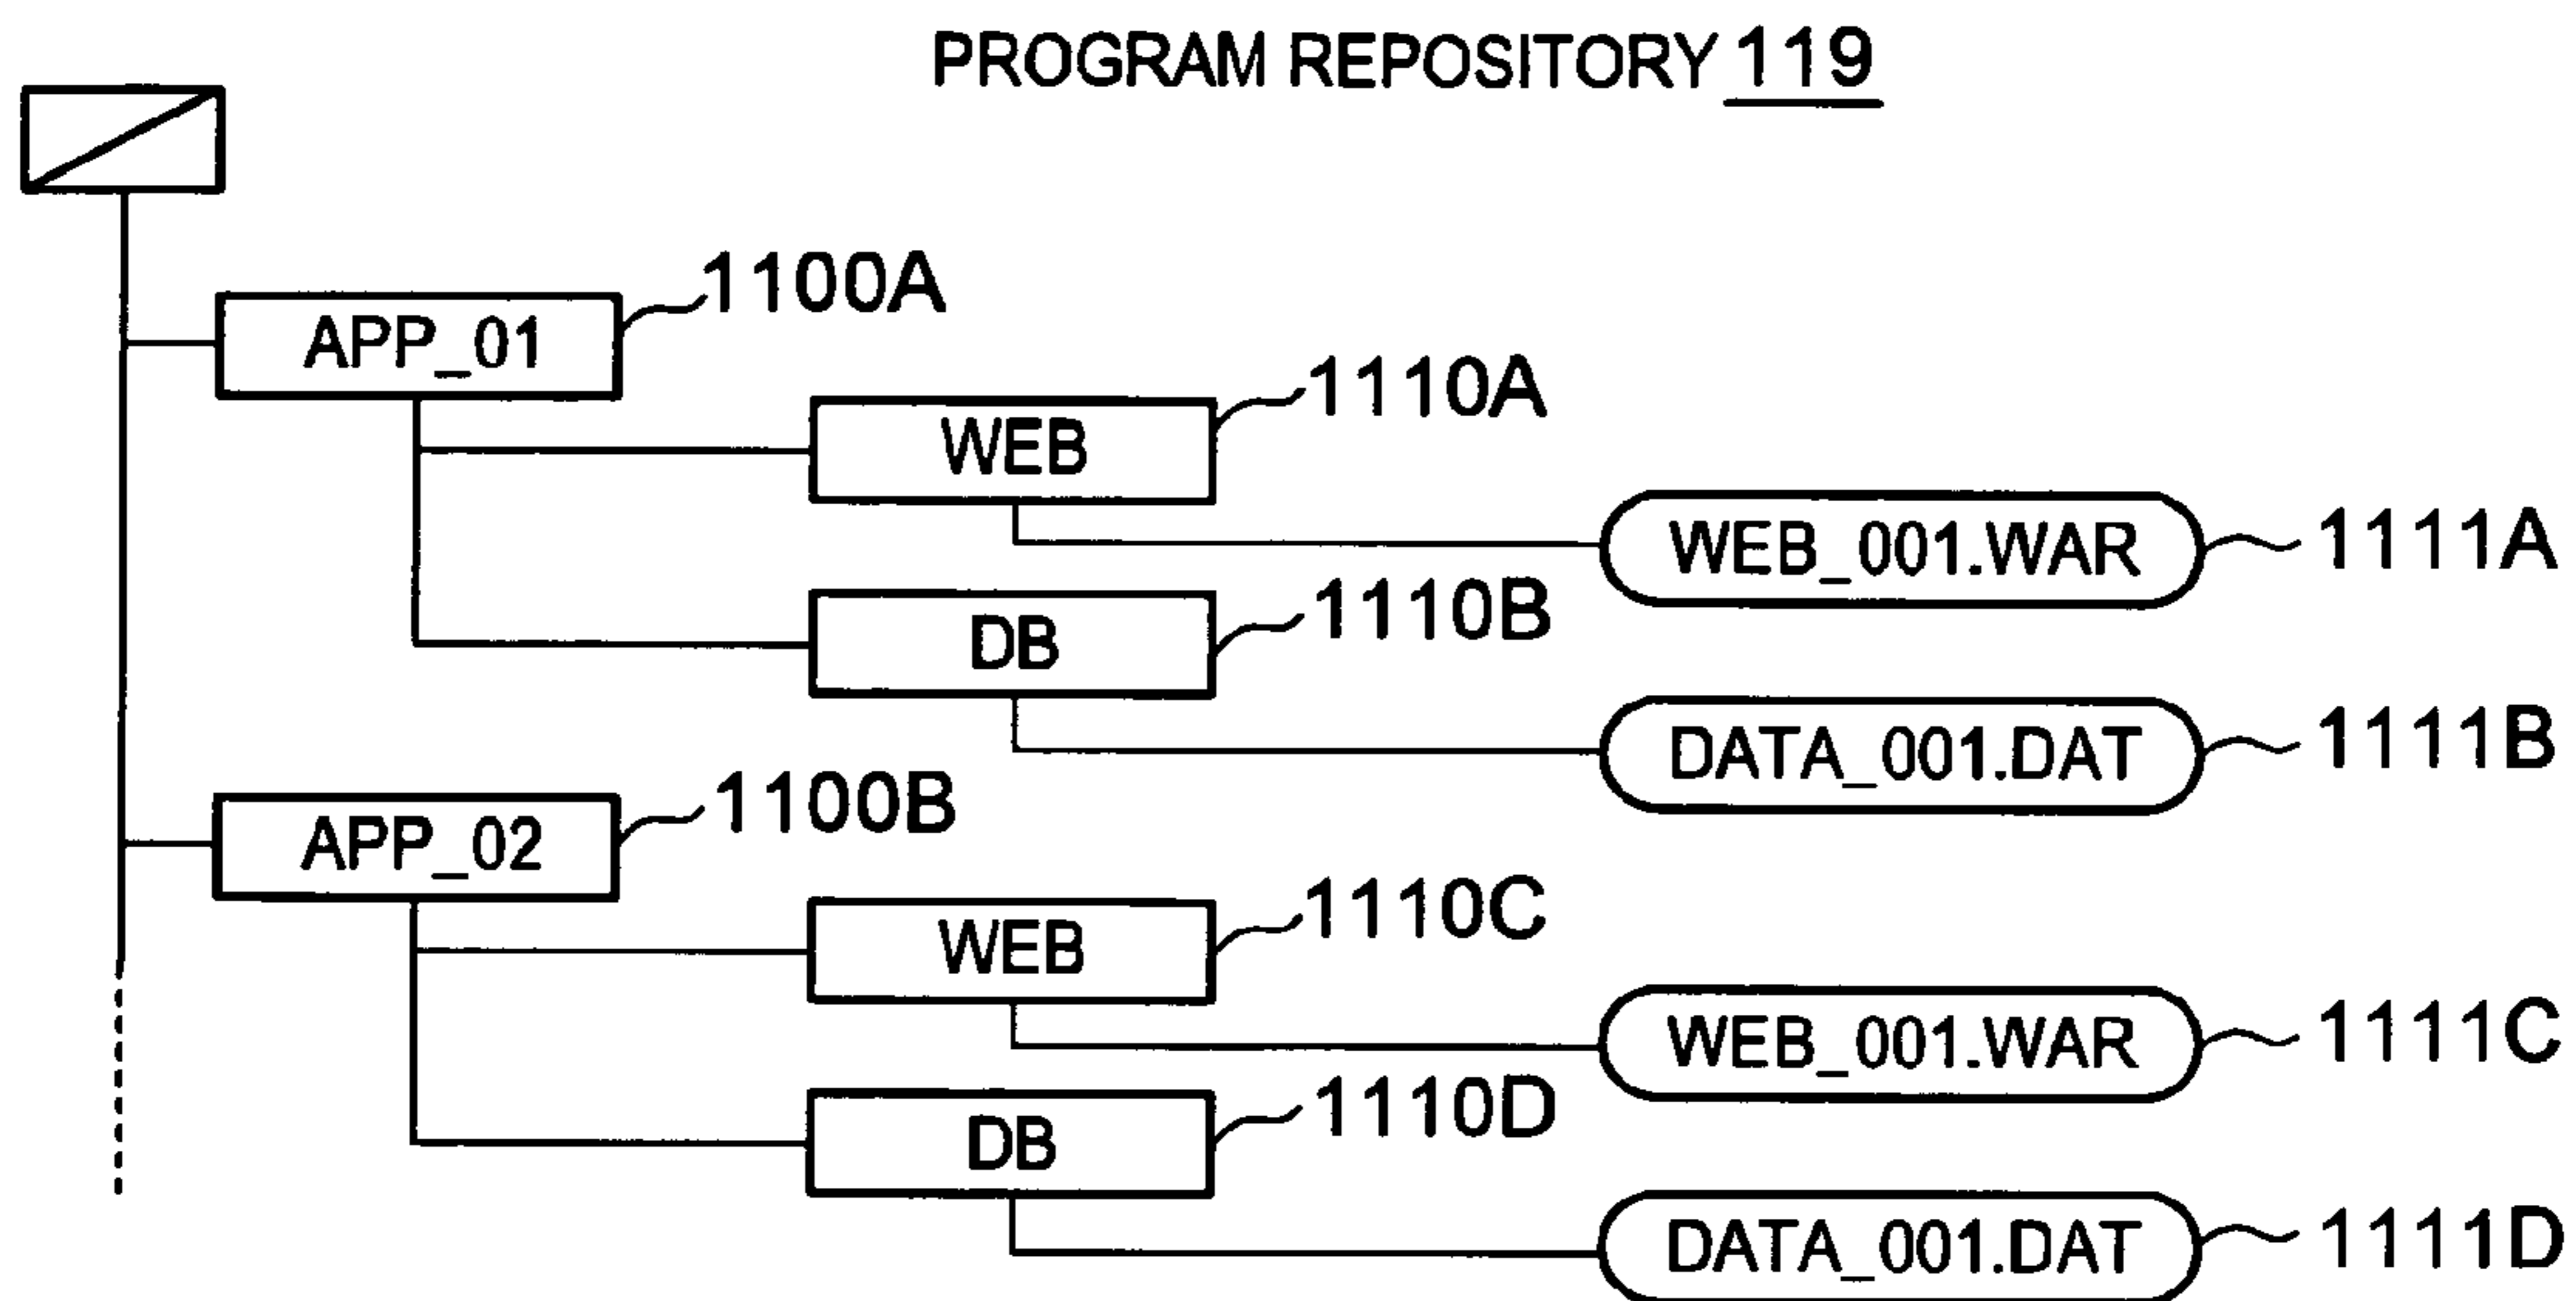 PROGRAM REPOSITORY 119
APP_01 1100A
WEB 1110A
WEB_001.WAR 1111A
DB 1110B
DATA_001.DAT 1111B
APP_02 1100B
WEB 1110C
WEB_001.WAR 1111C
DB 1110D
DATA_001.DAT 1111D